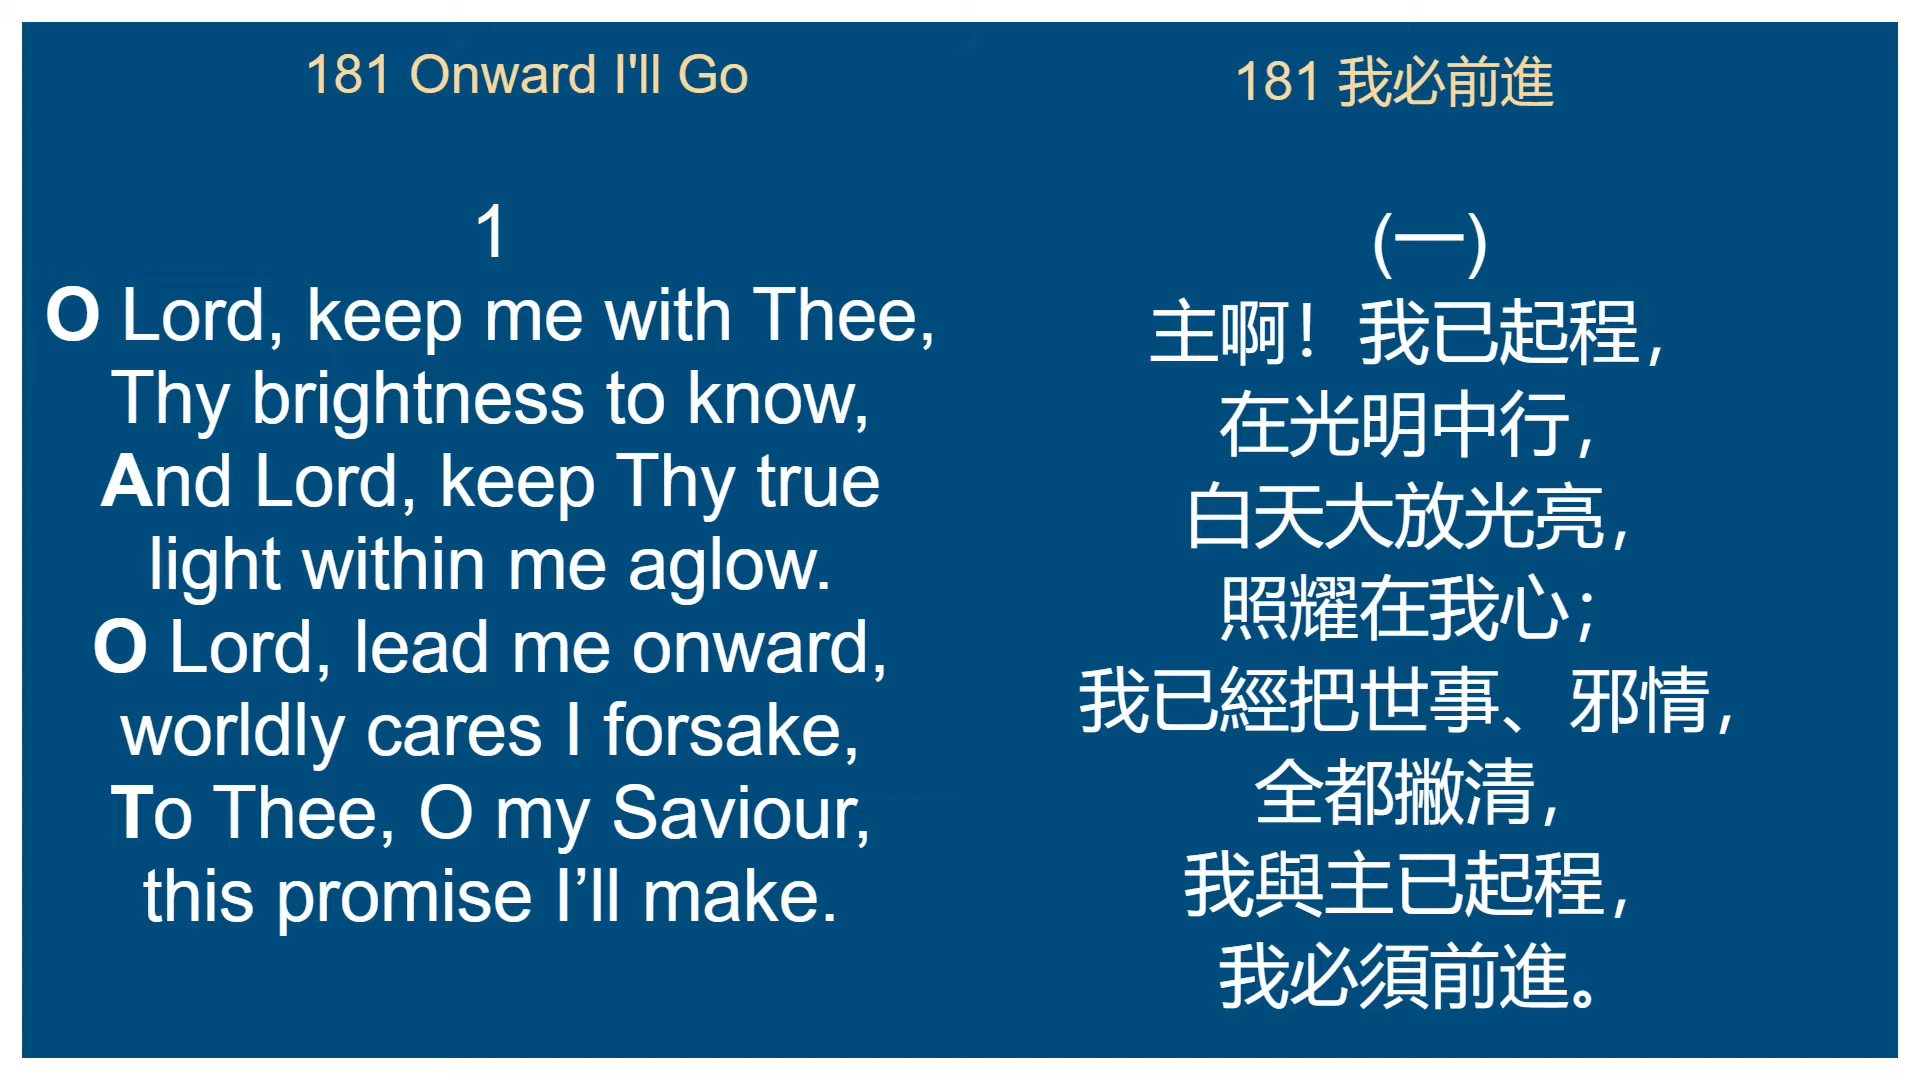 181 Onward I'll Go
1
O Lord, keep me with Thee,
Thy brightness to know,
And Lord, keep Thy true
light within me aglow.
O Lord, lead me onward,
worldly cares I forsake,
To Thee, O my Saviour,
this promise I’ll make.
181 我必前進
(一)
主啊！我已起程，
在光明中行，
白天大放光亮，
照耀在我心；
我已經把世事、邪情，
全都撇清，
我與主已起程，
我必須前進。